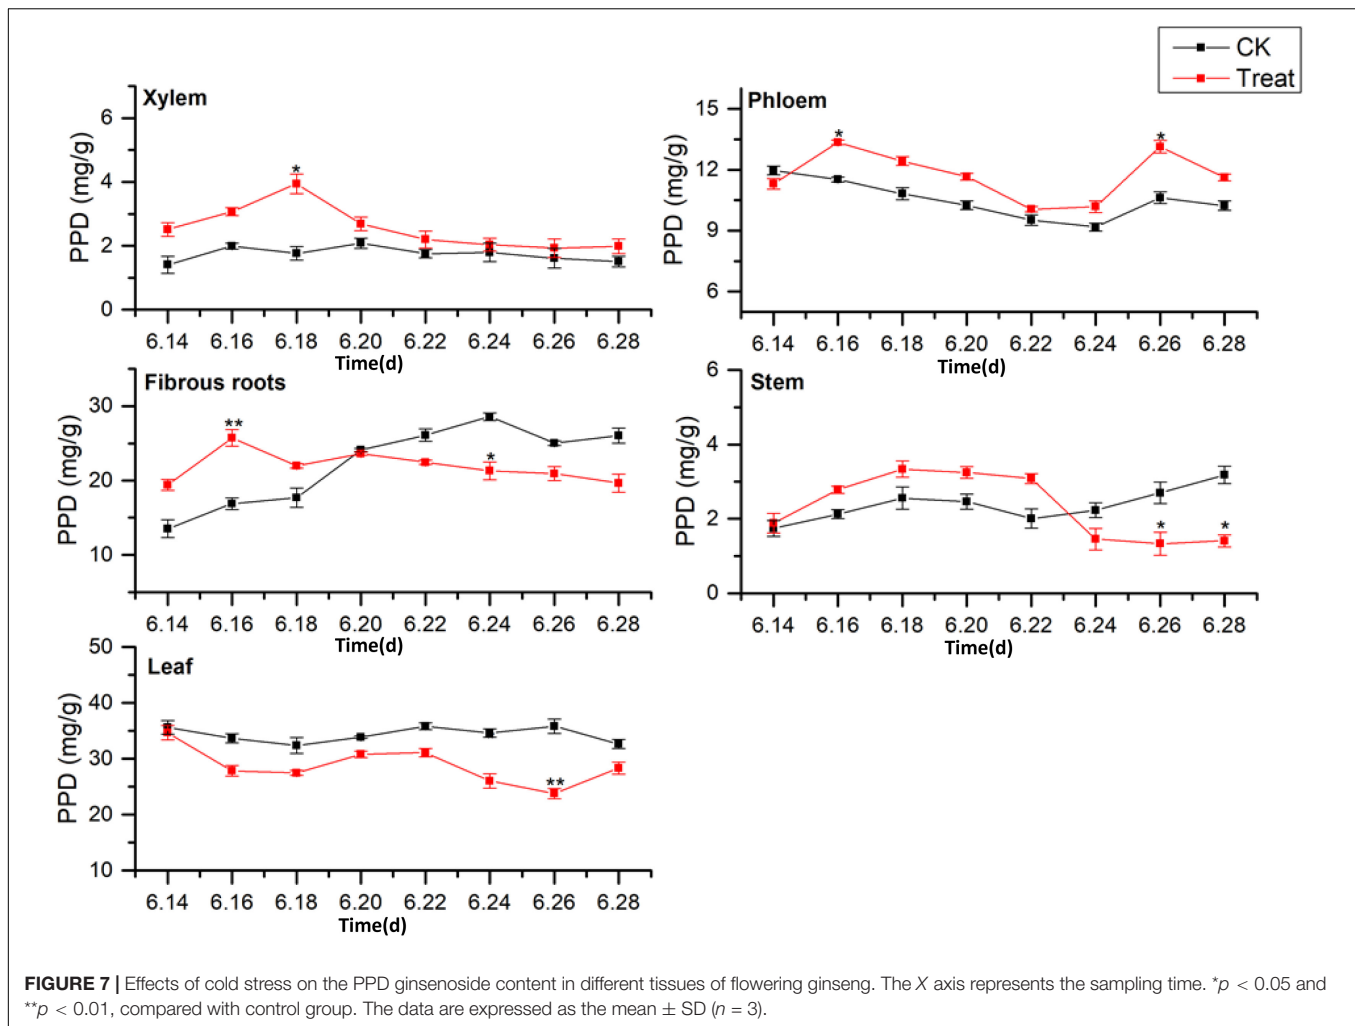 CK
Treat
Xylem
PPD (mg/g)
6
4
2
0
6.14 6.16 6.18 6.20 6.22 6.24 6.26 6.28
Time(d)
*
Phloem
PPD (mg/g)
15
12
9
6
6.14 6.16 6.18 6.20 6.22 6.24 6.26 6.28
Time(d)
* *
Fibrous roots
PPD (mg/g)
30
20
10
6.14 6.16 6.18 6.20 6.22 6.24 6.26 6.28
Time(d)
** *
Stem
PPD (mg/g)
6
4
2
0
6.14 6.16 6.18 6.20 6.22 6.24 6.26 6.28
Time(d)
* *
Leaf
PPD (mg/g)
50
40
30
20
10
6.14 6.16 6.18 6.20 6.22 6.24 6.26 6.28
Time(d)
**
FIGURE 7 | Effects of cold stress on the PPD ginsenoside content in different tissues of flowering ginseng. The X axis represents the sampling time. *p < 0.05 and
**p < 0.01, compared with control group. The data are expressed as the mean ± SD (n = 3).